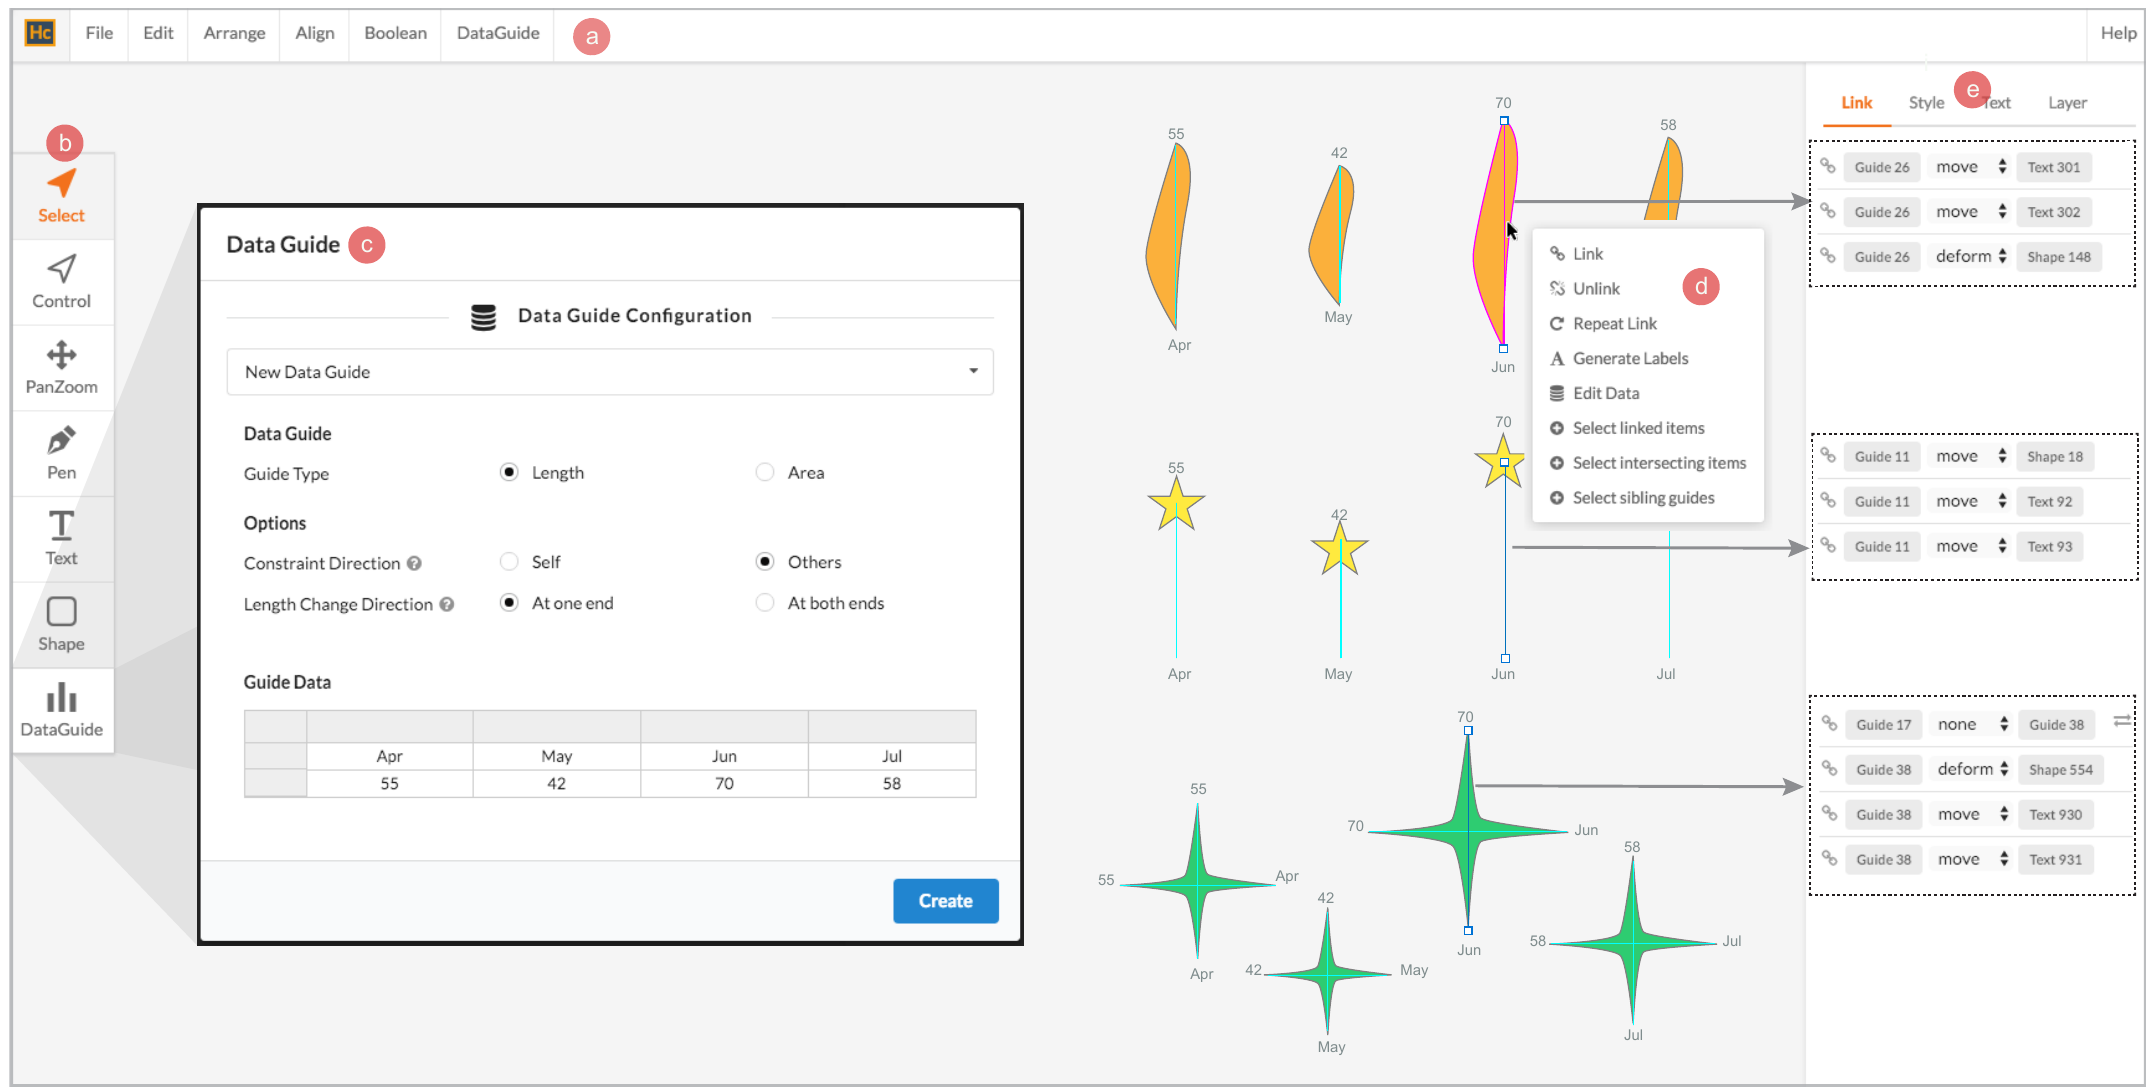 Hc File Edit Arrange Align Boolean DataGuide a Help
b
Select
Control
PanZoom
Pen
Text
Shape
DataGuide
Data Guide c
Data Guide Configuration
New Data Guide
Data Guide
Guide Type Length Area
Options
Constraint Direction ? Self Others
Length Change Direction ? At one end At both ends
Guide Data
Apr May Jun Jul
55 42 70 58
Create
55
42
70
58
Apr
May
Jun
Link
Unlink
d
Repeat Link
Generate Labels
Edit Data
Select linked items
Select intersecting items
Select sibling guides
55
42
70
Apr
May
Jun
Jul
55
55
Apr
Apr
42
42
May
May
70
70
Jun
Jun
58
58
Jul
Jul
e
Link Style Text Layer
Guide 26 move Text 301
Guide 26 move Text 302
Guide 26 deform Shape 148
Guide 11 move Shape 18
Guide 11 move Text 92
Guide 11 move Text 93
Guide 17 none Guide 38
Guide 38 deform Shape 554
Guide 38 move Text 930
Guide 38 move Text 931